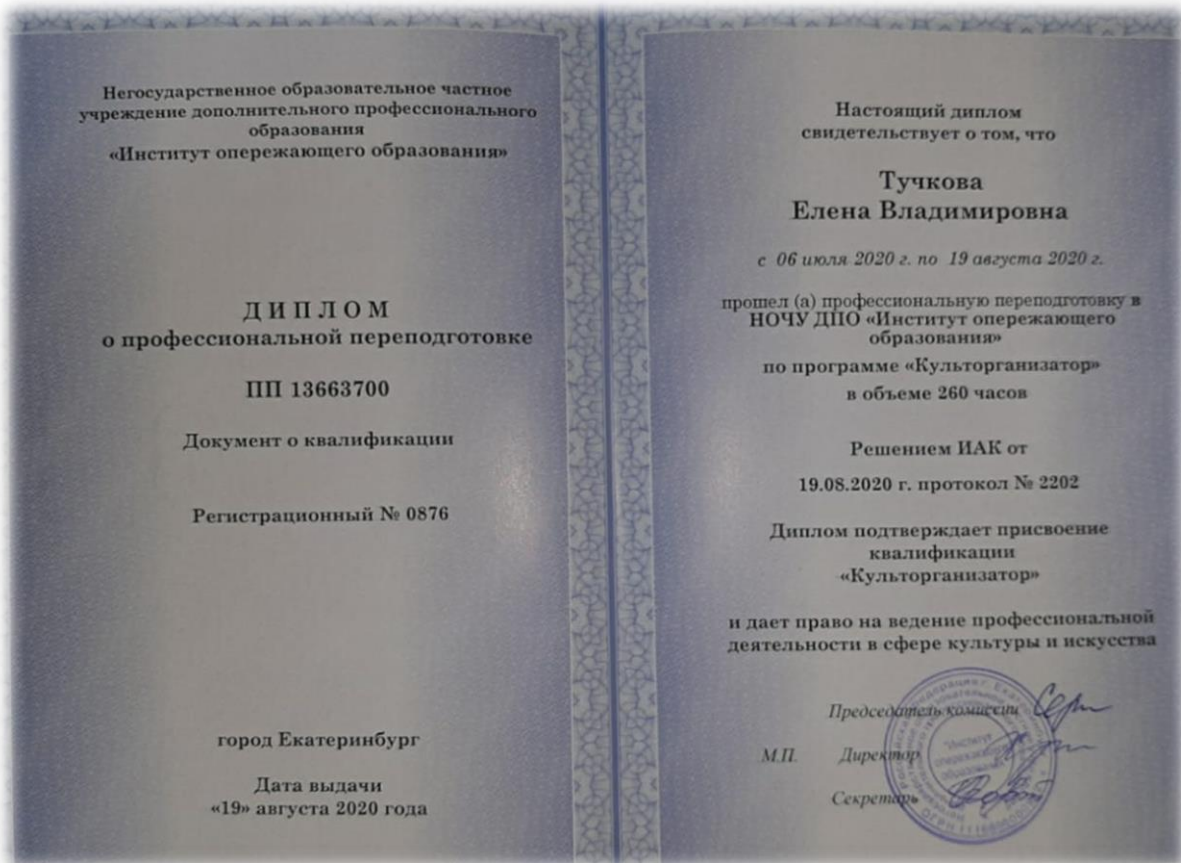 Негосударственное образовательное частное
учреждение дополнительного профессионального
образования
«Институт опережающего образования»
ДИПЛОМ
о профессиональной переподготовке
ПП 13663700
Документ о квалификации
Регистрационный № 0876
город Екатеринбург
Дата выдачи
«19» августа 2020 года
Настоящий диплом
свидетельствует о том, что
Тучкова
Елена Владимировна
с 06 июля 2020 г. по 19 августа 2020 г.
прошел (а) профессиональную переподготовку в
НОЧУ ДПО «Институт опережающего
образования»
по программе «Культорганизатор»
в объеме 260 часов
Решением ИАК от
19.08.2020 г. протокол № 2202
Диплом подтверждает присвоение
квалификации
«Культорганизатор»
и дает право на ведение профессиональной
деятельности в сфере культуры и искусства
Председатель комиссии
М.П. Директор
Секретарь
"Институт
опережающего
образования"